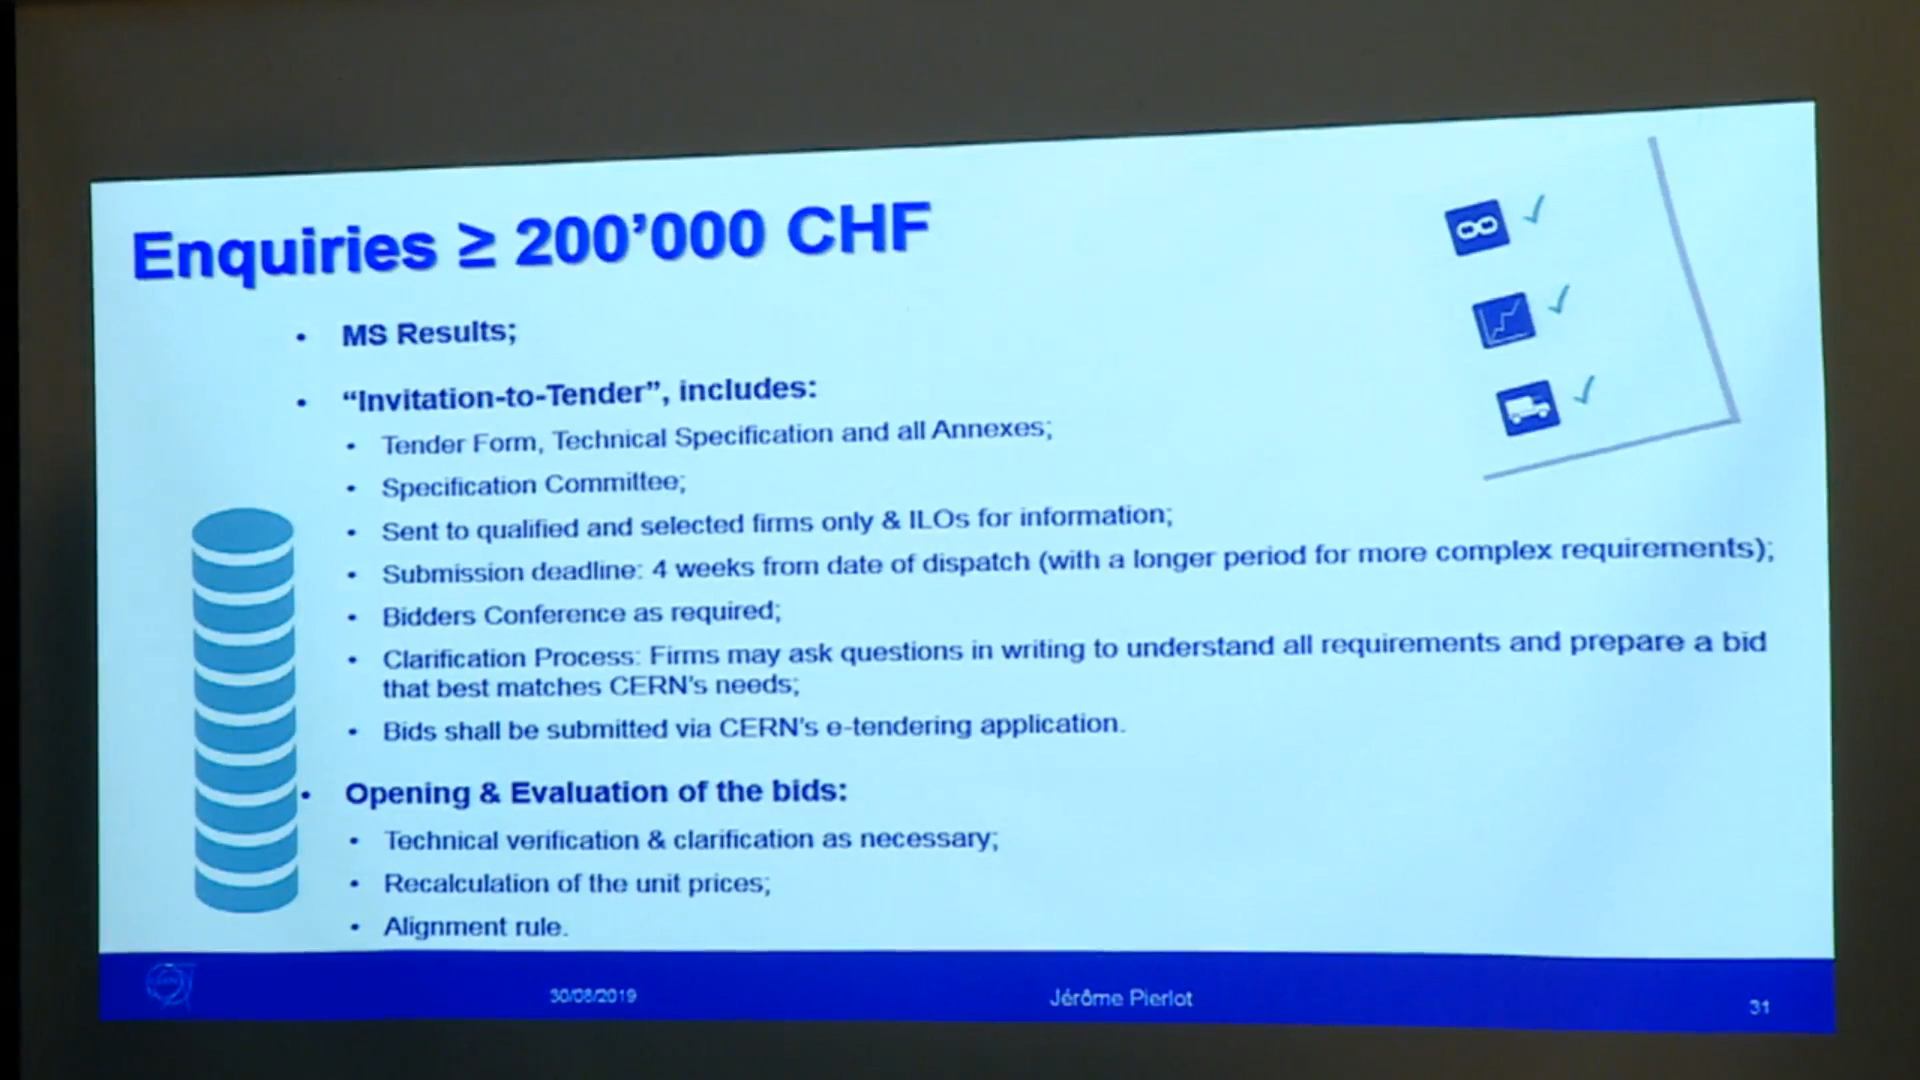 Enquiries ≥ 200’000 CHF
• MS Results;
• “Invitation-to-Tender”, includes:
• Tender Form, Technical Specification and all Annexes;
• Specification Committee;
• Sent to qualified and selected firms only & ILOs for information;
• Submission deadline: 4 weeks from date of dispatch (with a longer period for more complex requirements);
• Bidders Conference as required;
• Clarification Process: Firms may ask questions in writing to understand all requirements and prepare a bid
that best matches CERN's needs;
• Bids shall be submitted via CERN's e-tendering application.
• Opening & Evaluation of the bids:
• Technical verification & clarification as necessary;
• Recalculation of the unit prices;
• Alignment rule.
30/08/2019
Jérôme Pierlot
31